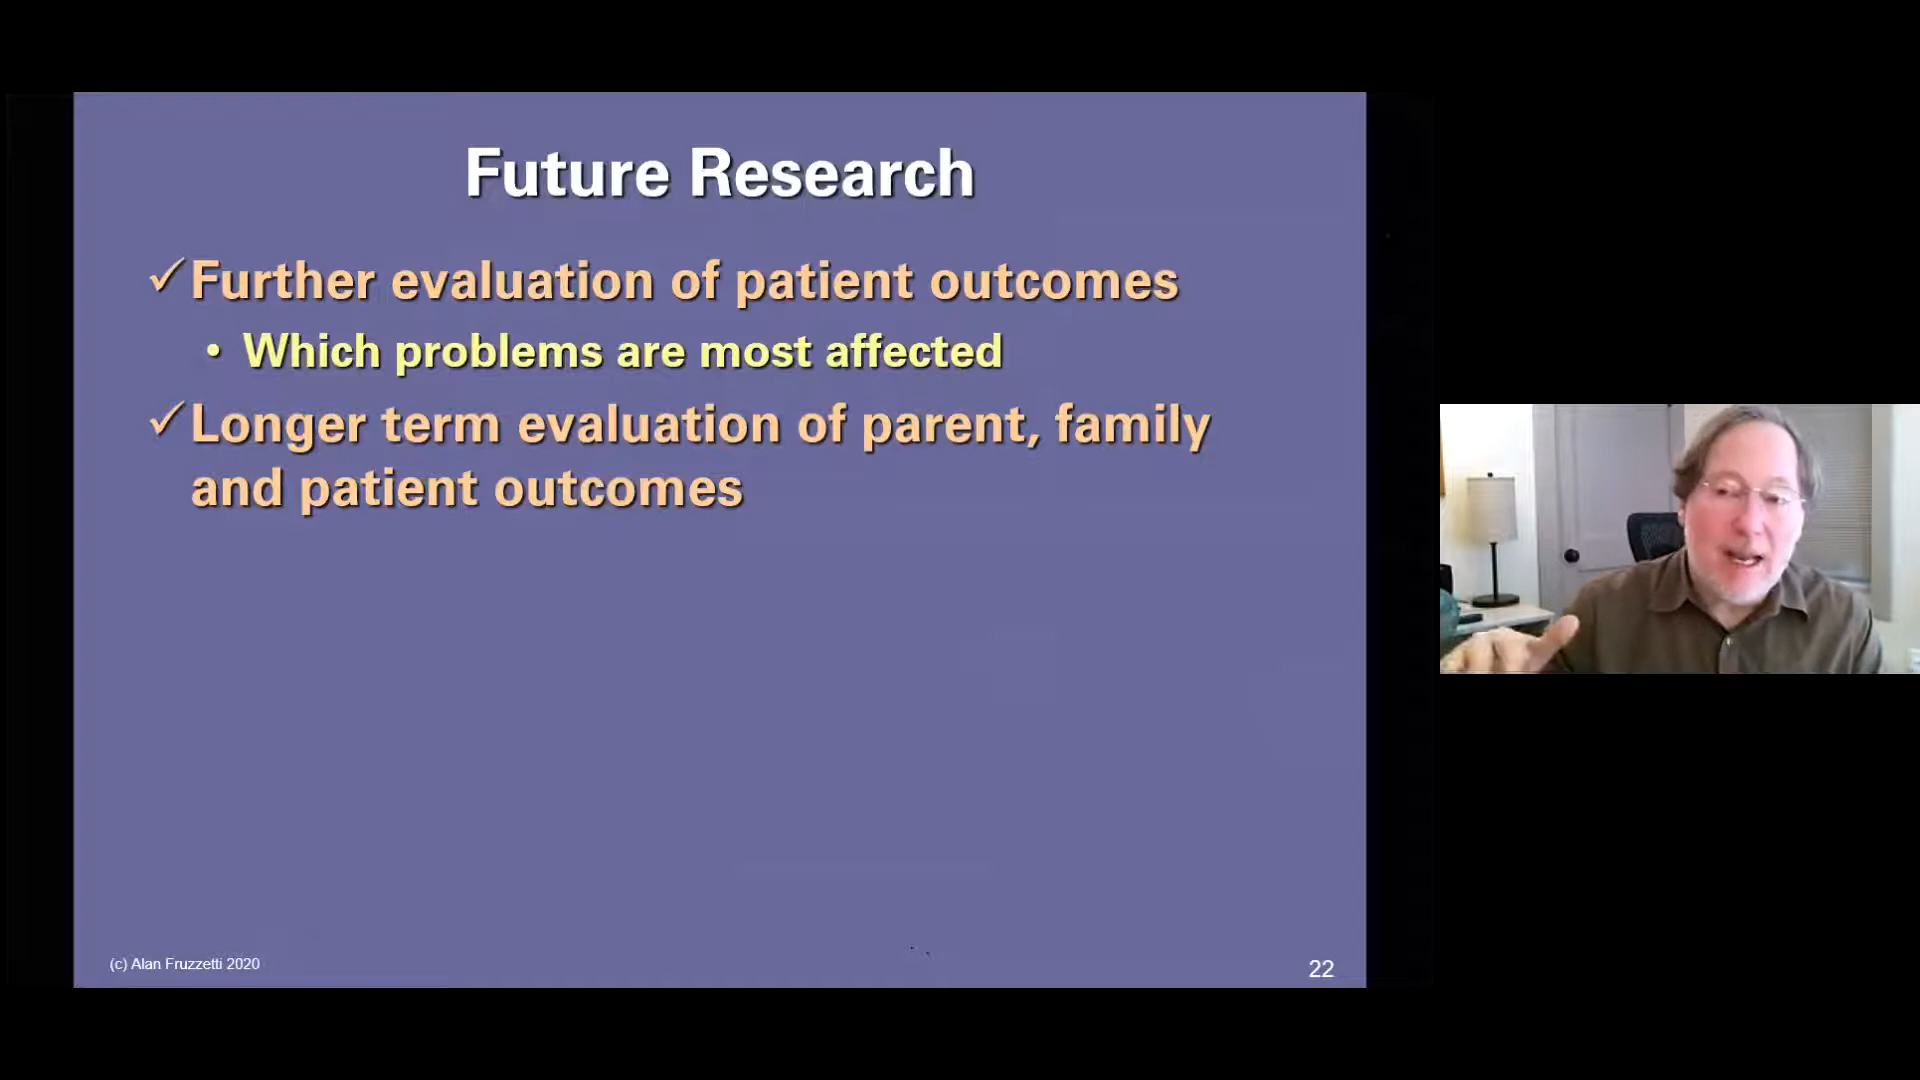 Future Research
✓Further evaluation of patient outcomes
• Which problems are most affected
✓Longer term evaluation of parent, family
and patient outcomes
(c) Alan Fruzzetti 2020
22